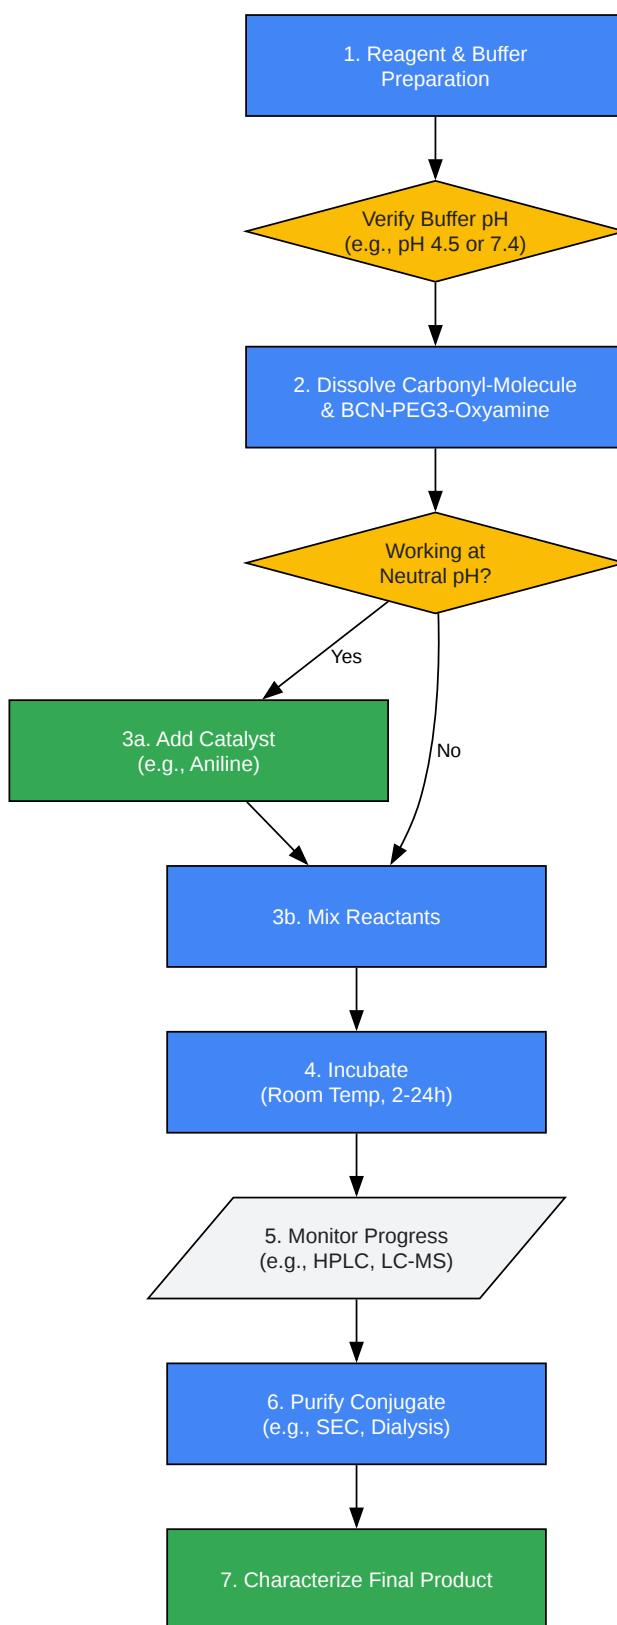 1. Reagent & Buffer
Preparation
Verify Buffer pH
(e.g., pH 4.5 or 7.4)
2. Dissolve Carbonyl-Molecule
& BCN-PEG3-Oxyamine
Working at
Neutral pH?
Yes
3a. Add Catalyst
(e.g., Aniline)
No
3b. Mix Reactants
4. Incubate
(Room Temp, 2-24h)
5. Monitor Progress
(e.g., HPLC, LC-MS)
6. Purify Conjugate
(e.g., SEC, Dialysis)
7. Characterize Final Product